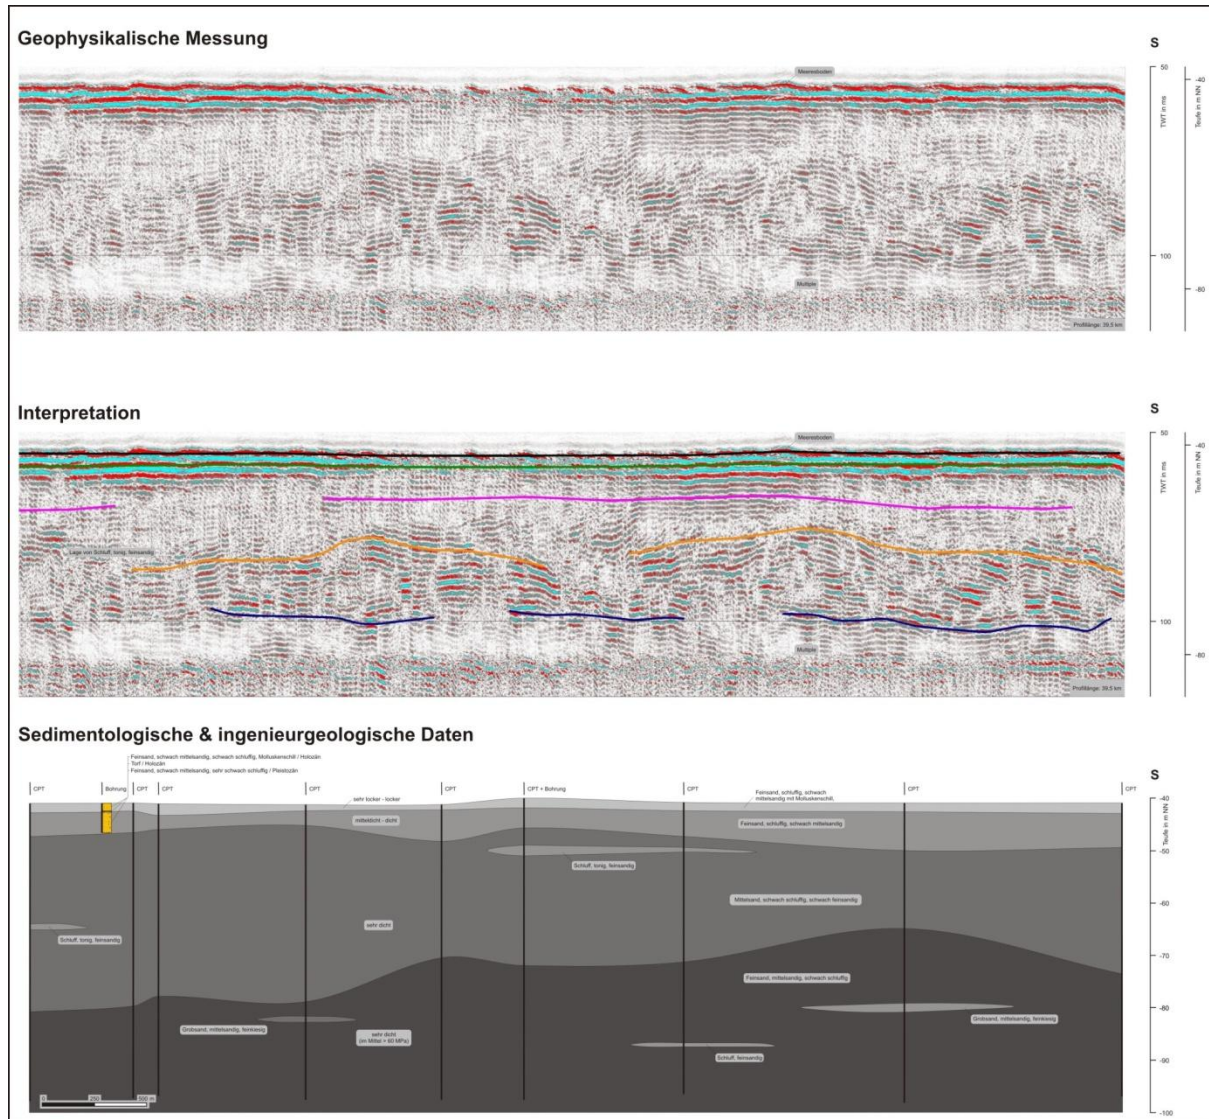 Geophysikalische Messung
S
Meeresboden
50
-40
TWT in ms
Teufe in m NN
100
-80
Multiple
Profillänge: 39,5 km
Interpretation
S
Meeresboden
50
-40
TWT in ms
Teufe in m NN
Lage von Schluff, tonig, feinsandig
100
-80
Multiple
Profillänge: 39,5 km
Sedimentologische & ingenieurgeologische Daten
Feinsand, schwach mittelsandig, schwach schluffig, Molluskenschill / Holozän
Torf / Holozän
Feinsand, schwach mittelsandig, sehr schwach schluffig / Pleistozän
S
CPT
Bohrung
CPT
CPT
CPT
CPT
CPT + Bohrung
CPT
CPT
CPT
Feinsand, schluffig, schwach
mittelsandig mit Molluskenschill,
sehr locker - locker
-40
Teufe in m NN
mitteldicht - dicht
Feinsand, schluffig, schwach mittelsandig
-50
Schluff, tonig, feinsandig
Mittelsand, schwach schluffig, schwach feinsandig
-60
sehr dicht
Schluff, tonig, feinsandig
-70
Feinsand, mittelsandig, schwach schluffig
-80
Grobsand, mittelsandig, feinkiesig
Grobsand, mittelsandig, feinkiesig
sehr dicht
(im Mittel > 60 MPa)
-90
Schluff, feinsandig
0 250 500 m
-100